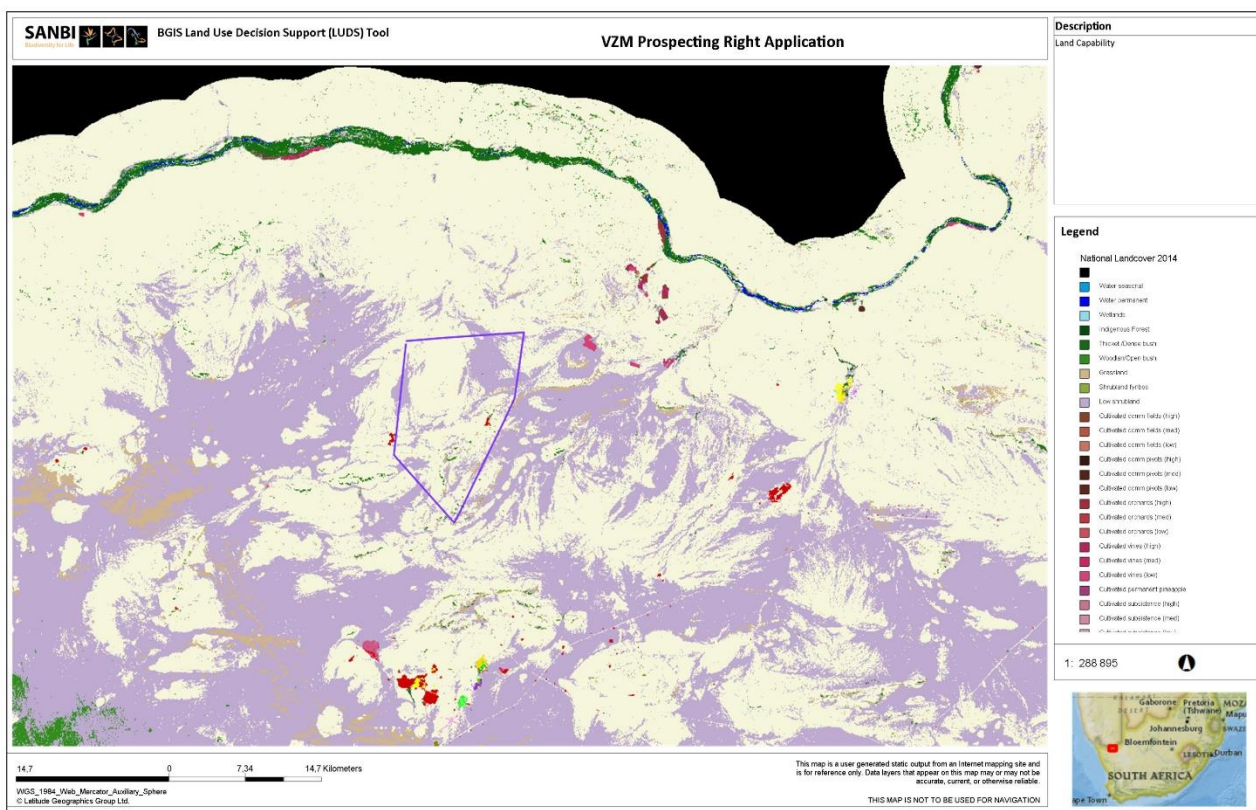 SANBI
Biodiversity for Life
BGIS Land Use Decision Support (LUDS) Tool
VZM Prospecting Right Application
Description
Land Capability
Legend
National Landcover 2014
Water seasonal
Water permanent
Wetlands
Indigenous Forest
Thicket /Dense bush
Woodlan/Open bush
Grassland
Shrubland fynbos
Low shrubland
Cultivated comm fields (high)
Cultivated comm fields (med)
Cultivated comm fields (low)
Cultivated comm pivots (high)
Cultivated comm pivots (med)
Cultivated comm pivots (low)
Cultivated orchards (high)
Cultivated orchards (med)
Cultivated orchards (low)
Cultivated vines (high)
Cultivated vines (med)
Cultivated vines (low)
Cultivated permanent pineapple
Cultivated subsistence (high)
Cultivated subsistence (med)
1: 288 895
Gaborone
Pretoria
(Tshwane)
MOZ
Mapu
DESERT
Johannesburg
SWAZI
Bloemfontein
LESOTHO
Durban
SOUTH AFRICA
Cape Town
14,7
0
7,34
14,7 Kilometers
WGS_1984_Web_Mercator_Auxiliary_Sphere
© Latitude Geographics Group Ltd.
This map is a user generated static output from an Internet mapping site and
is for reference only. Data layers that appear on this map may or may not be
accurate, current, or otherwise reliable.
THIS MAP IS NOT TO BE USED FOR NAVIGATION